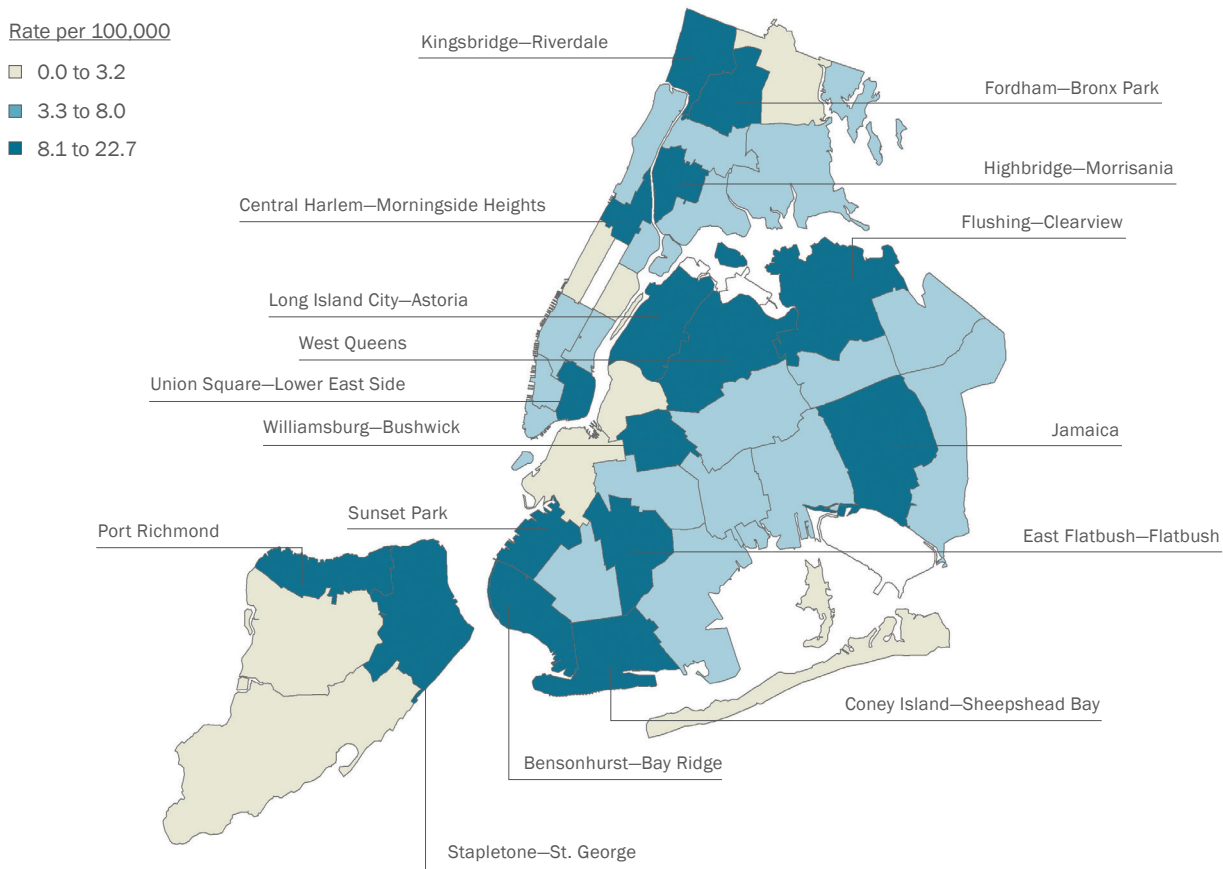 Rate per 100,000
0.0 to 3.2
3.3 to 8.0
8.1 to 22.7
Kingsbridge—Riverdale
Fordham—Bronx Park
Highbridge—Morrisania
Central Harlem—Morningside Heights
Flushing—Clearview
Long Island City—Astoria
West Queens
Union Square—Lower East Side
Williamsburg—Bushwick
Jamaica
Sunset Park
Port Richmond
East Flatbush—Flatbush
Coney Island—Sheepshead Bay
Bensonhurst—Bay Ridge
Stapletone—St. George